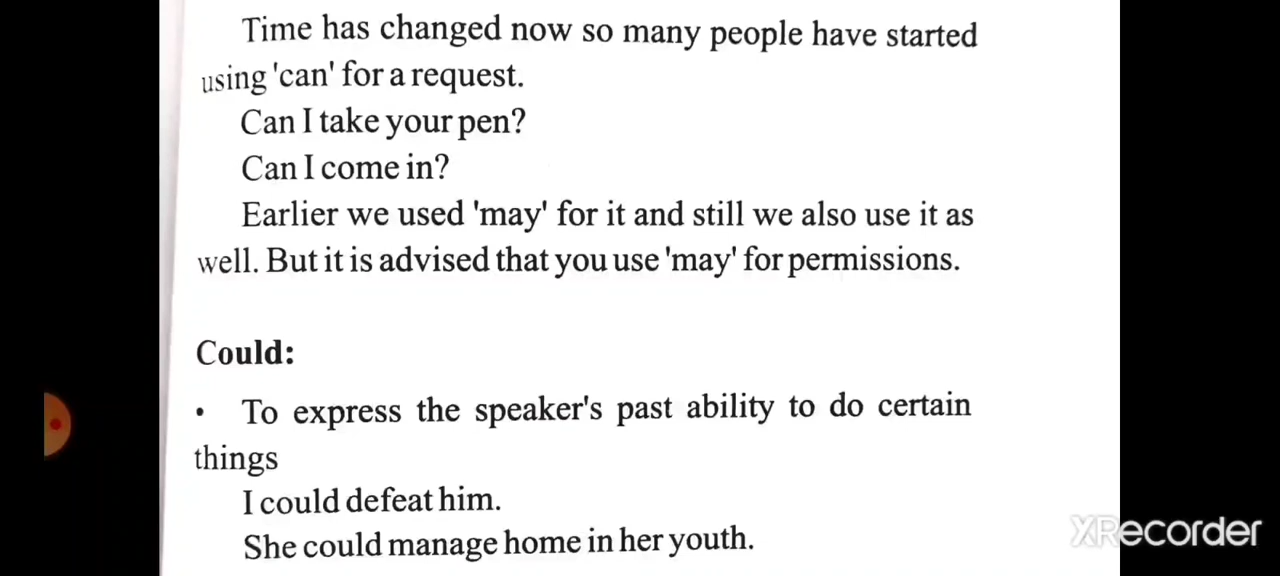 Time has changed now so many people have started
using 'can' for a request.
Can I take your pen?
Can I come in?
Earlier we used 'may' for it and still we also use it as
well. But it is advised that you use 'may' for permissions.
Could:
• To express the speaker's past ability to do certain
things
I could defeat him.
She could manage home in her youth.
XRecorder